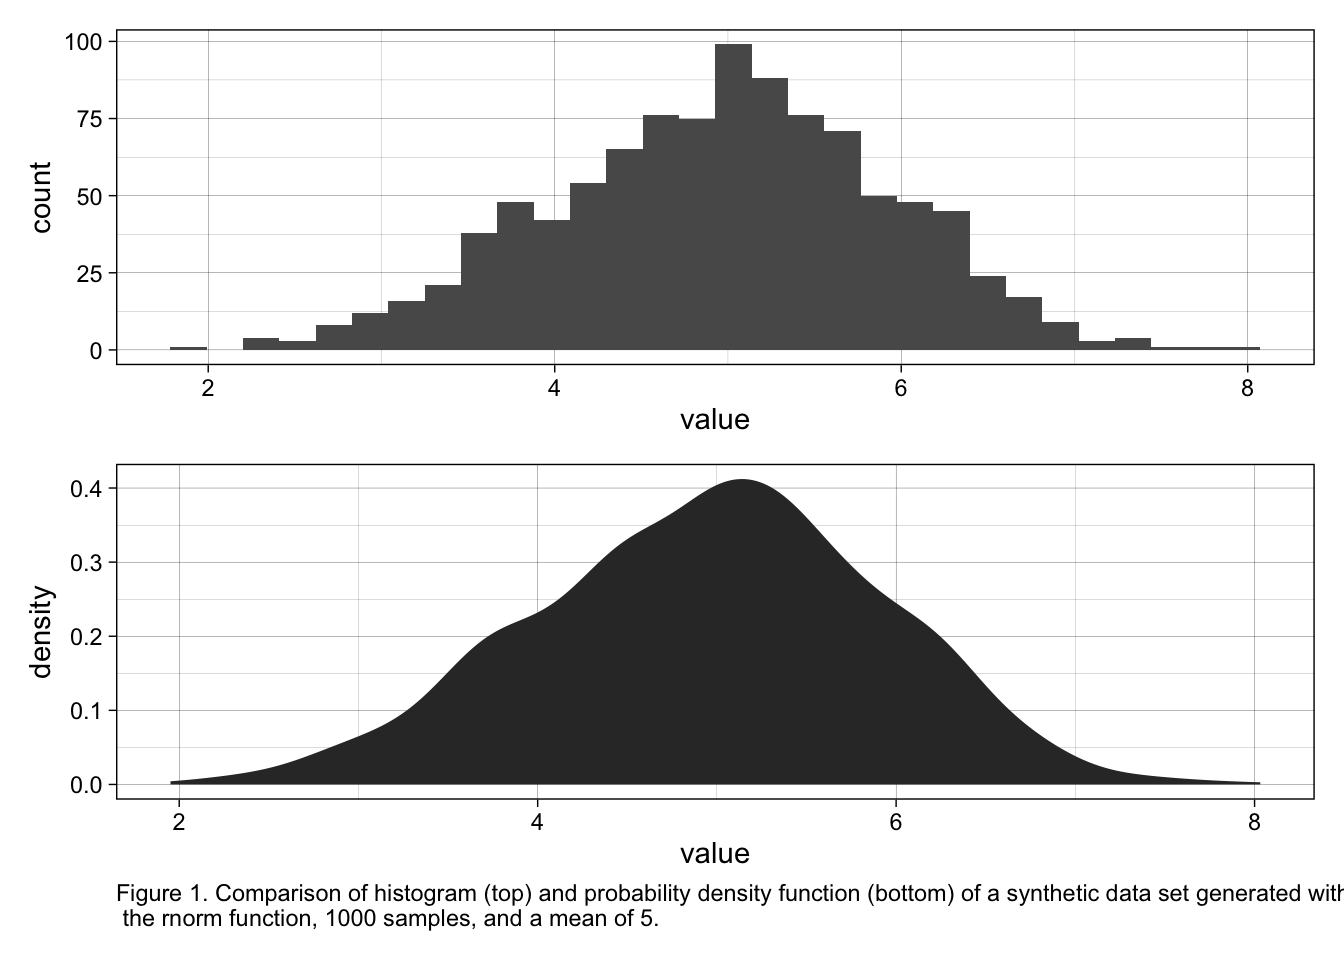 100
75
50
25
0
count
2 4 6 8
value
0.4
0.3
0.2
0.1
0.0
density
2 4 6 8
value
Figure 1. Comparison of histogram (top) and probability density function (bottom) of a synthetic data set generated with
the rnorm function, 1000 samples, and a mean of 5.